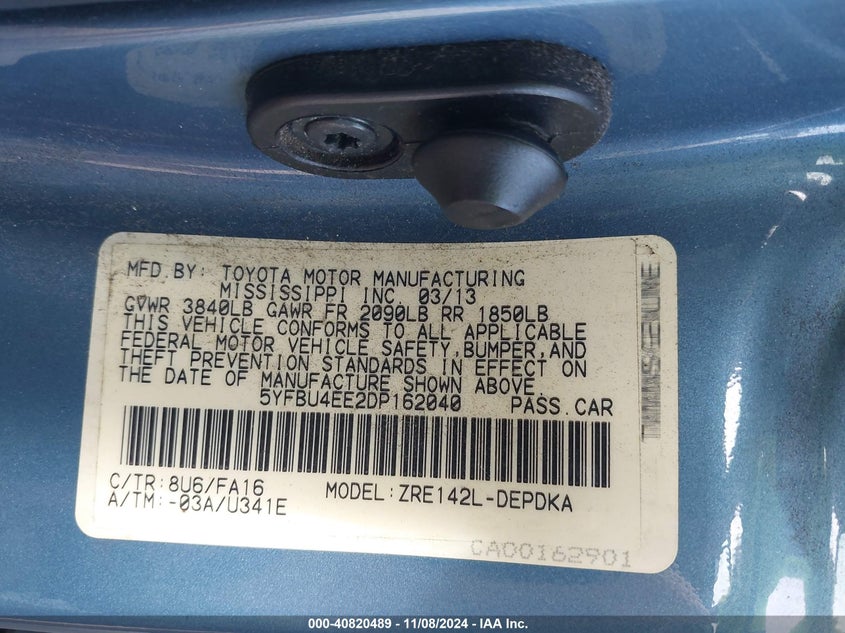 MFD.BY: TOYOTA MOTOR MANUFACTURING
MISSISSIPPI INC. 03/13
GVWR 3840LB GAWR FR 2090LB RR 1850LB
THIS VEHICLE CONFORMS TO ALL APPLICABLE
FEDERAL MOTOR VEHICLE SAFETY,BUMPER,AND
THEFT PREVENTION STANDARDS IN EFFECT ON
THE DATE OF MANUFACTURE SHOWN ABOVE.
5YFBU4EE2DP162040 PASS.CAR
C/TR:8U6/FA16 MODEL:ZRE142L-DEPDKA
A/TM:-03A/U341E
CA00162901
000-40820489 - 11/08/2024 - IAA Inc.